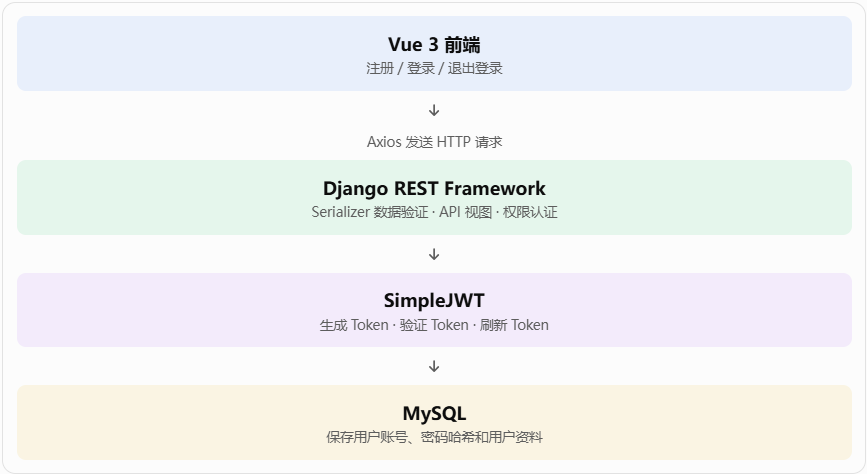 Vue 3 前端
注册 / 登录 / 退出登录
Axios 发送 HTTP 请求
Django REST Framework
Serializer 数据验证 · API 视图 · 权限认证
SimpleJWT
生成 Token · 验证 Token · 刷新 Token
MySQL
保存用户账号、密码哈希和用户资料